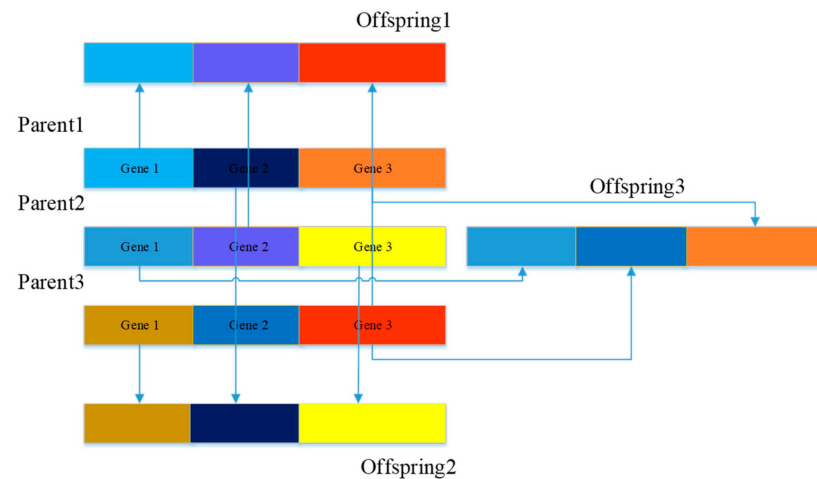 Offspring1
Parent1
Gene 1 Gene 2 Gene 3
Parent2
Offspring3
Gene 1 Gene 2 Gene 3
Parent3
Gene 1 Gene 2 Gene 3
Offspring2